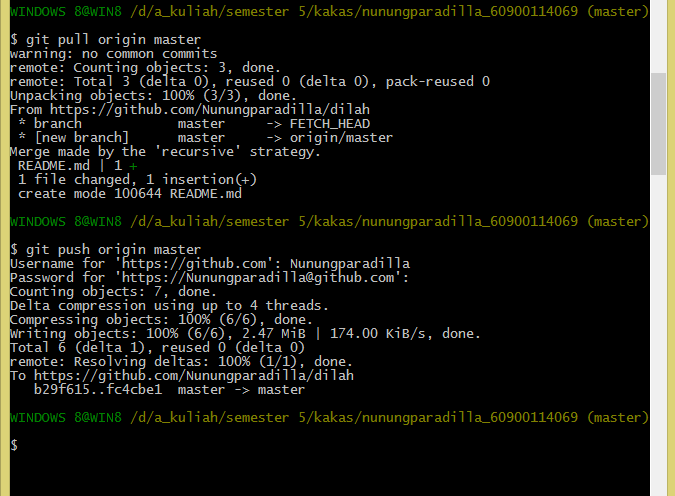 WINDOWS 8@WIN8 /d/a_kuliah/semester 5/kakas/nunungparadilla_60900114069 (master)
$ git pull origin master
warning: no common commits
remote: Counting objects: 3, done.
remote: Total 3 (delta 0), reused 0 (delta 0), pack-reused 0
Unpacking objects: 100% (3/3), done.
From https://github.com/Nunungparadilla/dilah
 * branch            master     -> FETCH_HEAD
 * [new branch]      master     -> origin/master
Merge made by the 'recursive' strategy.
 README.md | 1 +
 1 file changed, 1 insertion(+)
 create mode 100644 README.md
WINDOWS 8@WIN8 /d/a_kuliah/semester 5/kakas/nunungparadilla_60900114069 (master)
$ git push origin master
Username for 'https://github.com': Nunungparadilla
Password for 'https://Nunungparadilla@github.com':
Counting objects: 7, done.
Delta compression using up to 4 threads.
Compressing objects: 100% (6/6), done.
Writing objects: 100% (6/6), 2.47 MiB | 174.00 KiB/s, done.
Total 6 (delta 1), reused 0 (delta 0)
remote: Resolving deltas: 100% (1/1), done.
To https://github.com/Nunungparadilla/dilah
   b29f615..fc4cbe1  master -> master
WINDOWS 8@WIN8 /d/a_kuliah/semester 5/kakas/nunungparadilla_60900114069 (master)
$